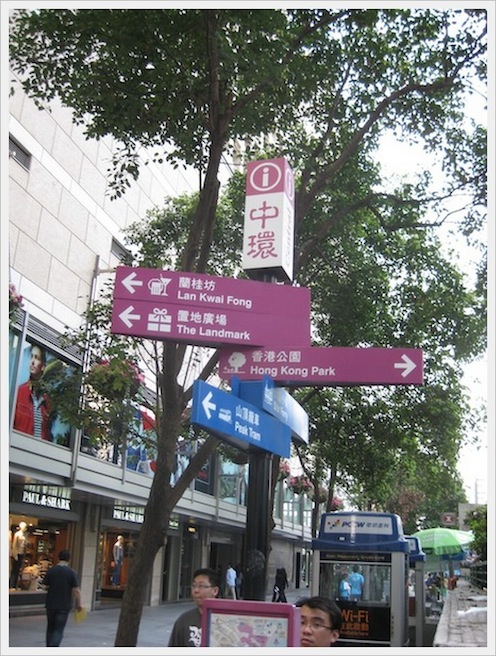 i
中
環
蘭桂坊
Lan Kwai Fong
置地廣場
The Landmark
香港公園
Hong Kong Park
山頂纜車
Peak Tram
PAUL & SHARK
PCCW
Wi-Fi